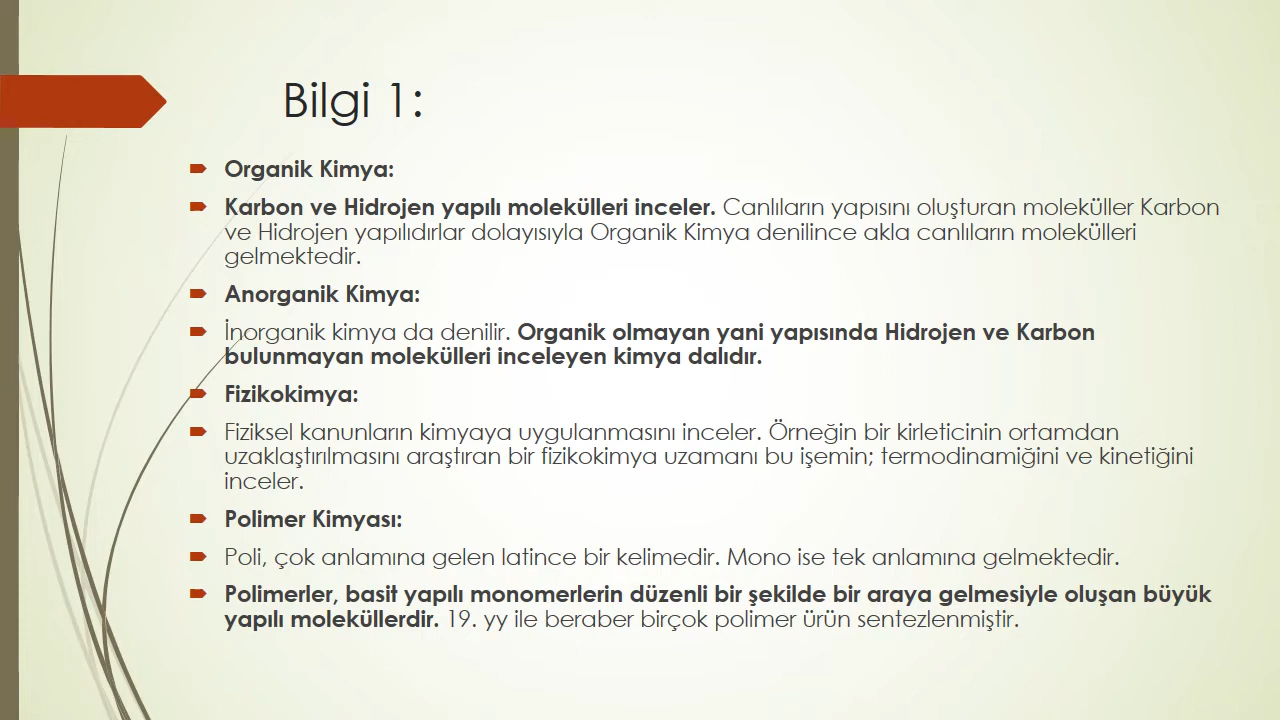 Bilgi 1:
Organik Kimya:
Karbon ve Hidrojen yapılı molekülleri inceler. Canlıların yapısını oluşturan moleküller Karbon
ve Hidrojen yapılıdırlar dolayısıyla Organik Kimya denilince akla canlıların molekülleri
gelmektedir.
Anorganik Kimya:
İnorganik kimya da denilir. Organik olmayan yani yapısında Hidrojen ve Karbon
bulunmayan molekülleri inceleyen kimya dalıdır.
Fizikokimya:
Fiziksel kanunların kimyaya uygulanmasını inceler. Örneğin bir kirleticinin ortamdan
uzaklaştırılmasını araştıran bir fizikokimya uzamanı bu işemin; termodinamiğini ve kinetiğini
inceler.
Polimer Kimyası:
Poli, çok anlamına gelen latince bir kelimedir. Mono ise tek anlamına gelmektedir.
Polimerler, basit yapılı monomerlerin düzenli bir şekilde bir araya gelmesiyle oluşan büyük
yapılı moleküllerdir. 19. yy ile beraber birçok polimer ürün sentezlenmiştir.